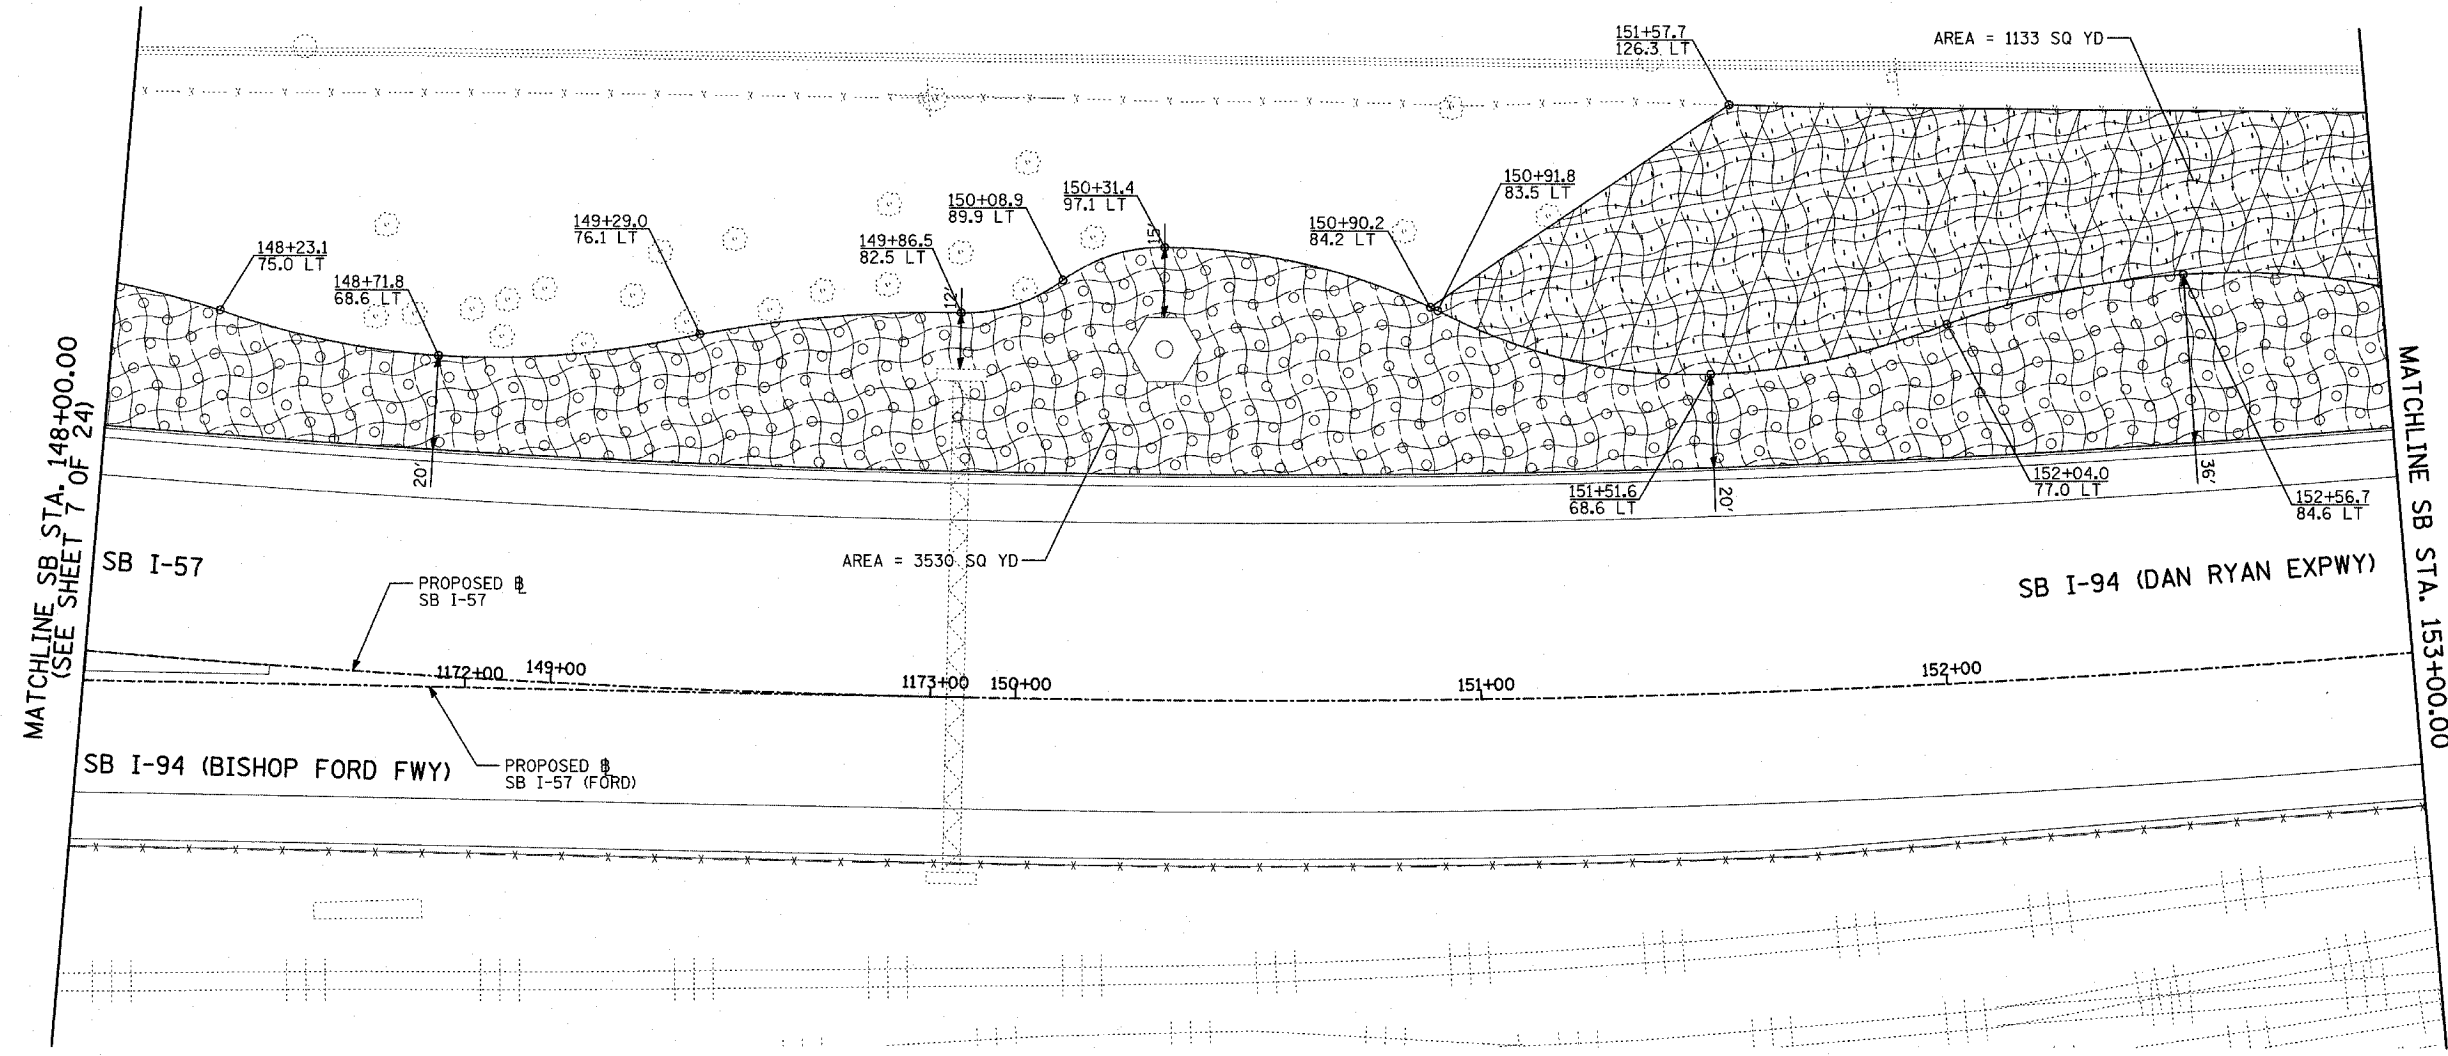 151+57.7
126.3 LT
AREA = 1133 SQ YD
150+91.8
83.5 LT
150+31.4
97.1 LT
150+08.9
89.9 LT
149+29.0
76.1 LT
150+90.2
84.2 LT
149+86.5
82.5 LT
148+23.1
75.0 LT
148+71.8
68.6 LT
15'
12'
20'
20'
36'
151+51.6
68.6 LT
152+04.0
77.0 LT
152+56.7
84.6 LT
MATCHLINE SB STA. 148+00.00
(SEE SHEET 7 OF 24)
MATCHLINE SB STA. 153+00.00
AREA = 3530 SQ YD
SB I-57
SB I-94 (DAN RYAN EXPWY)
PROPOSED ℄
SB I-57
1172+00
149+00
1173+00
150+00
151+00
152+00
SB I-94 (BISHOP FORD FWY)
PROPOSED ℄
SB I-57 (FORD)